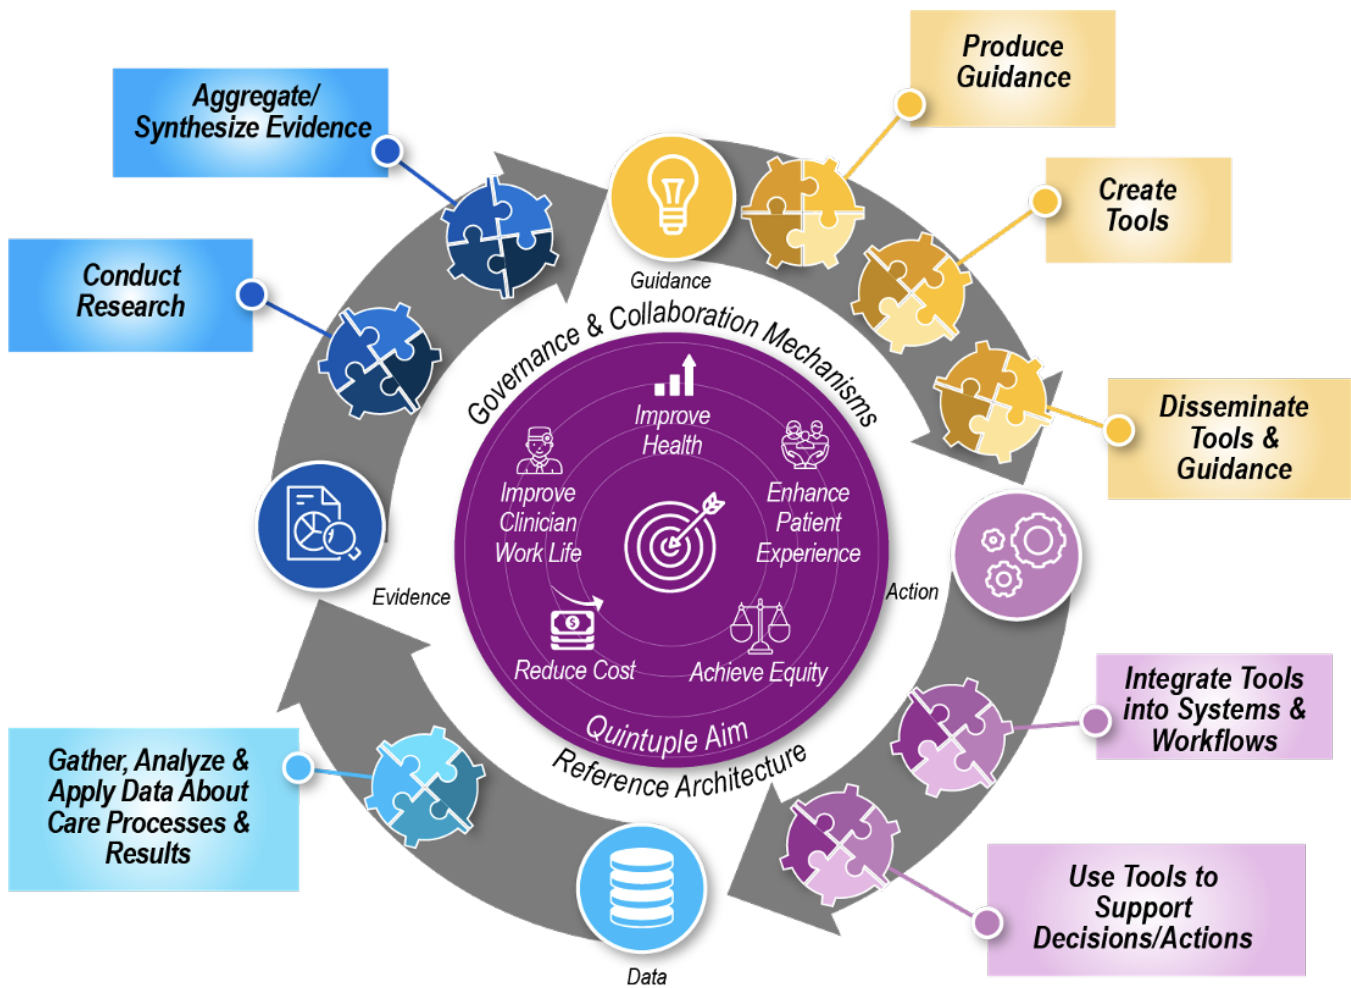 Produce
Guidance
Aggregate/
Synthesize Evidence
Create
Tools
Conduct
Research
Guidance
Governance & Collaboration Mechanisms
Disseminate
Tools &
Guidance
Improve
Health
Improve
Clinician
Work Life
Enhance
Patient
Experience
Evidence
Action
Reduce Cost
Achieve Equity
Quintuple Aim
Reference Architecture
Integrate Tools
into Systems &
Workflows
Gather, Analyze &
Apply Data About
Care Processes &
Results
Use Tools to
Support
Decisions/Actions
Data
$